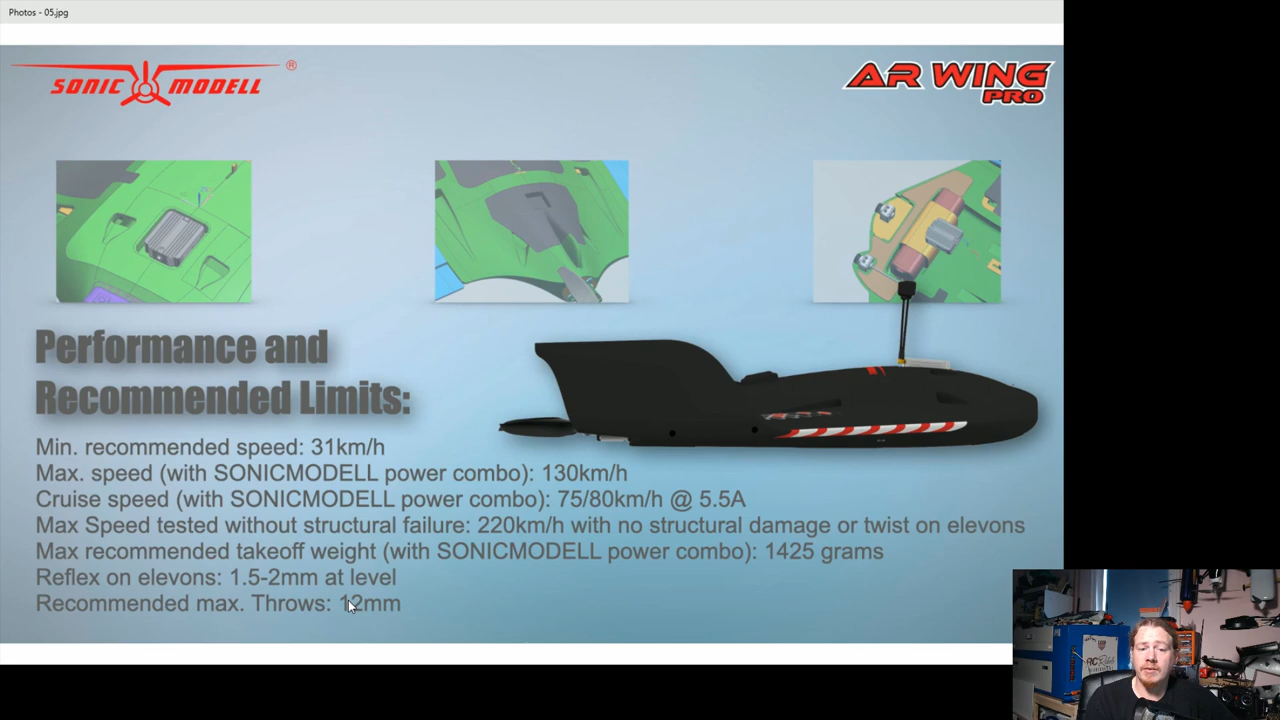 Photos - 05.jpg
SONIC MODELL ®
AR WING
PRO
Performance and
Recommended Limits:
Min. recommended speed: 31km/h
Max. speed (with SONICMODELL power combo): 130km/h
Cruise speed (with SONICMODELL power combo): 75/80km/h @ 5.5A
Max Speed tested without structural failure: 220km/h with no structural damage or twist on elevons
Max recommended takeoff weight (with SONICMODELL power combo): 1425 grams
Reflex on elevons: 1.5-2mm at level
Recommended max. Throws: 12mm